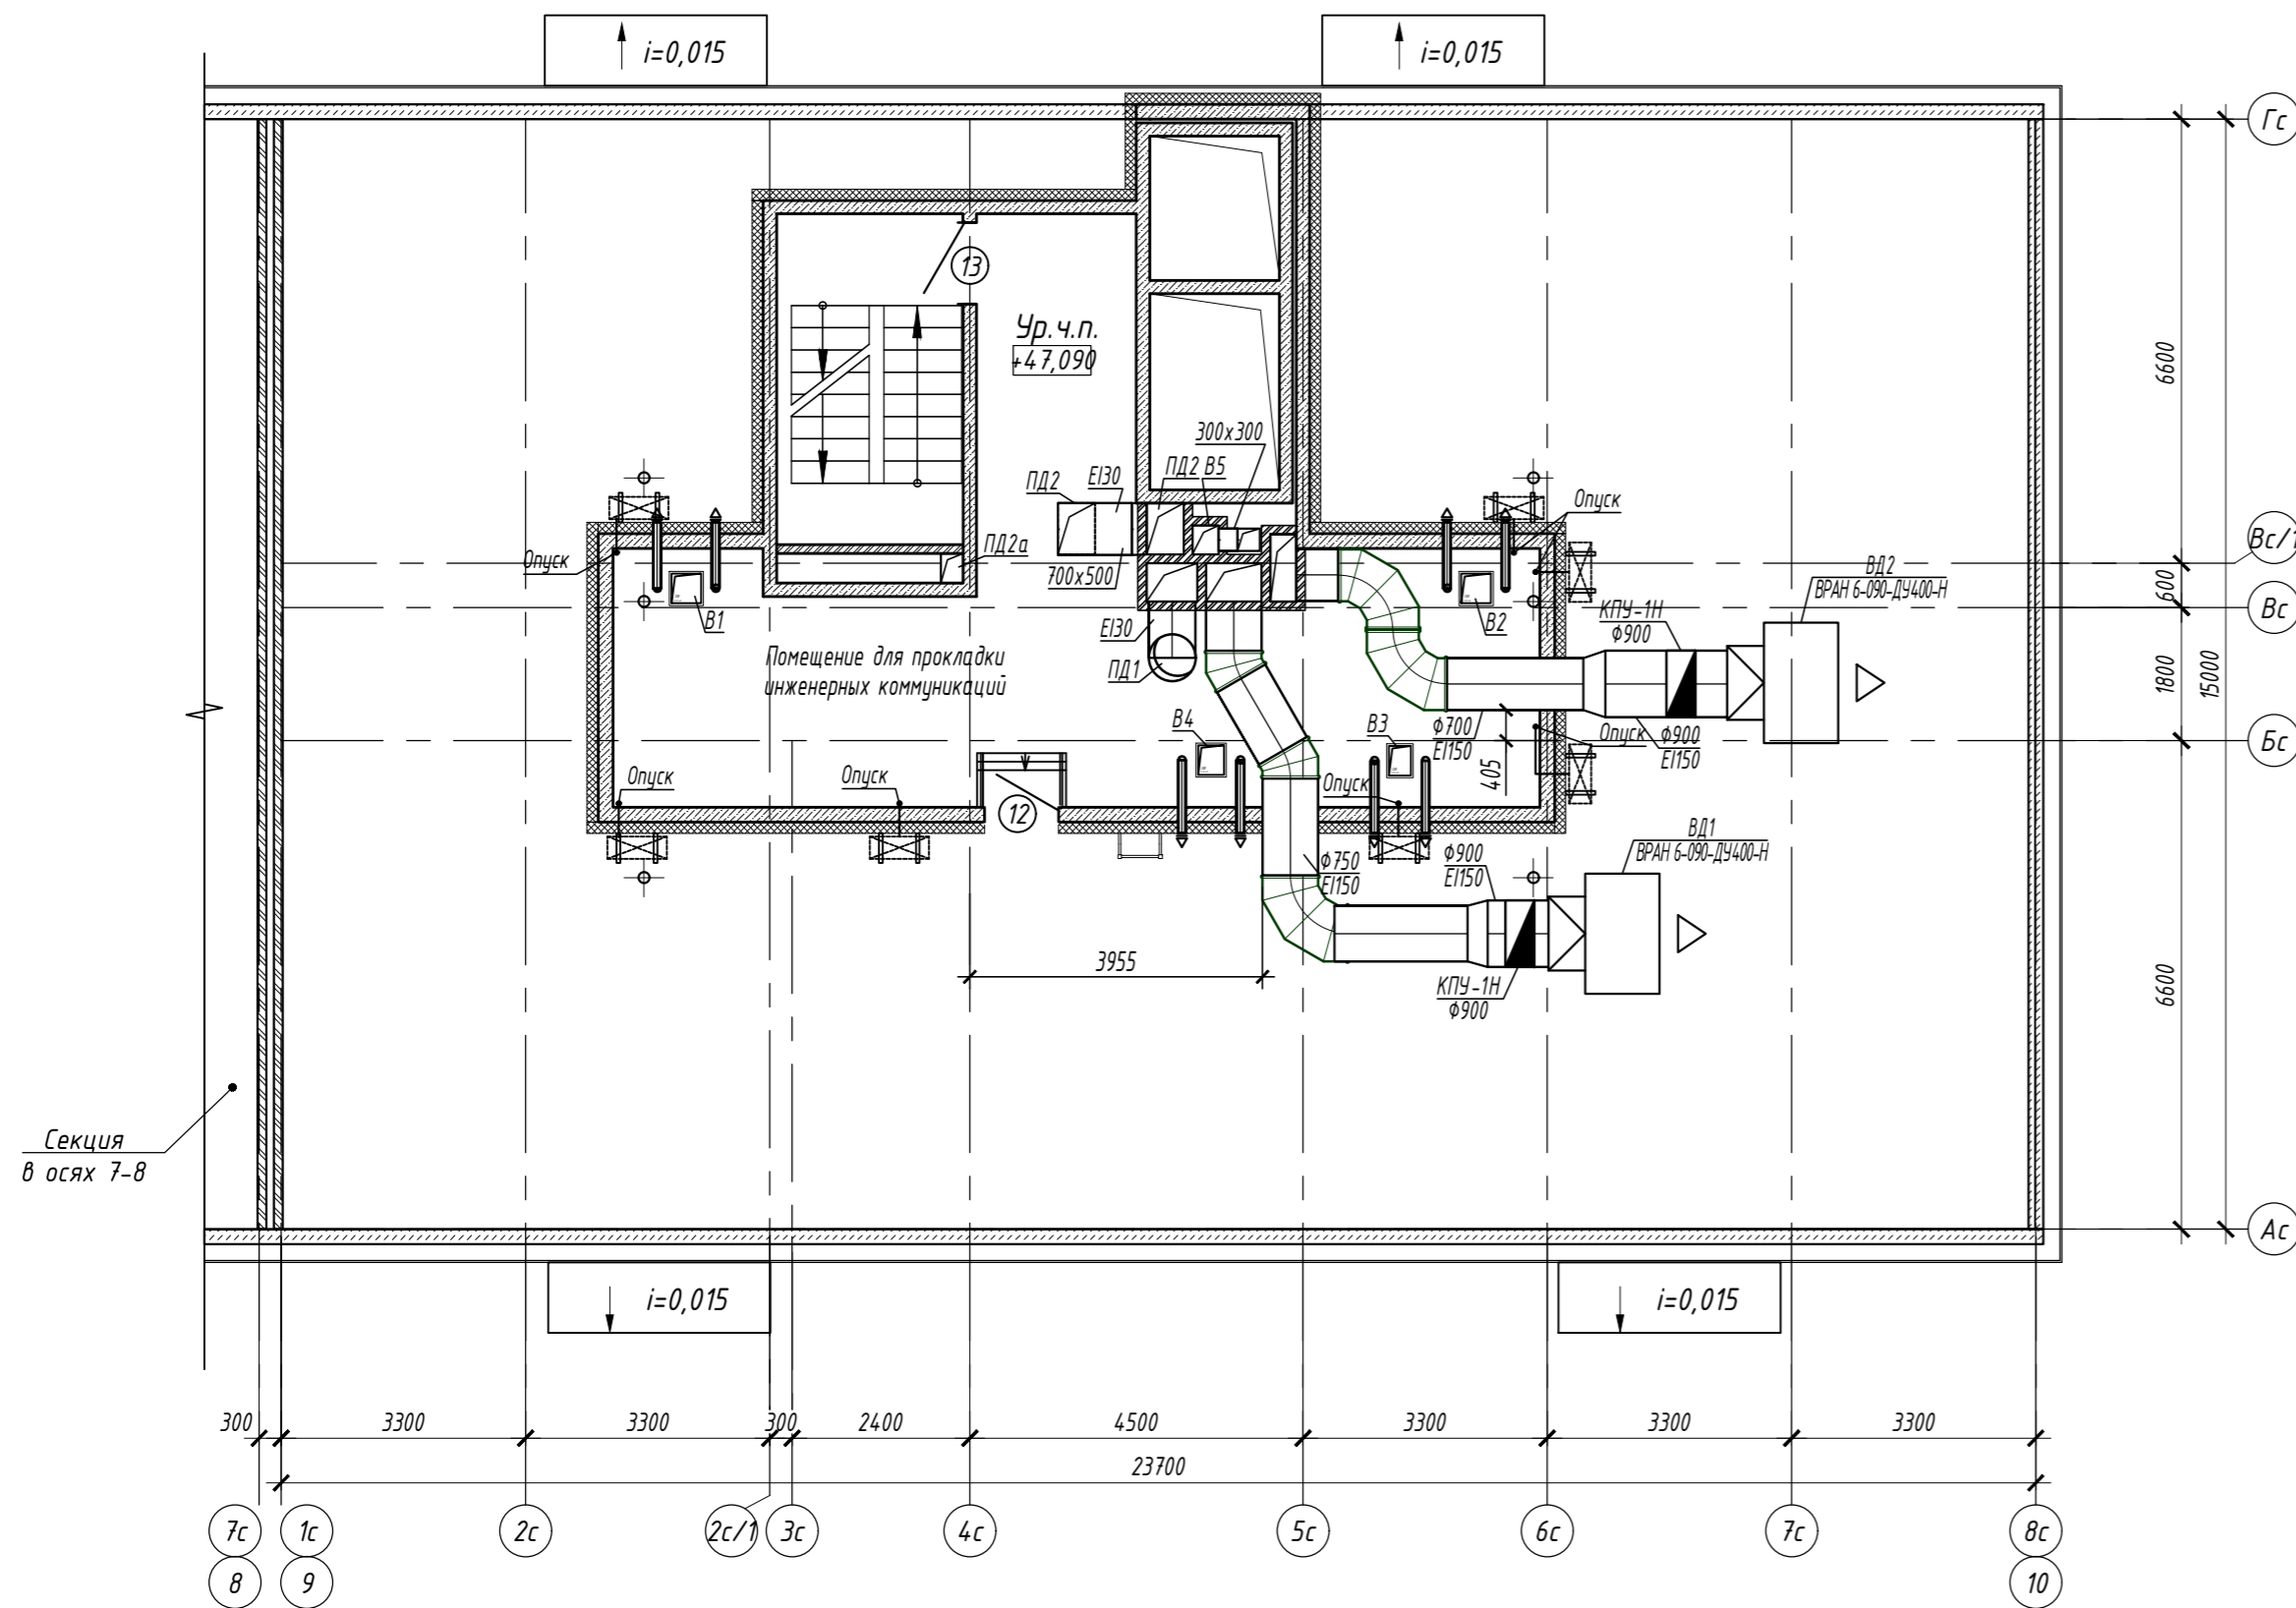 i=0,015
i=0,015
Гс
13
Ур.ч.п.
+47,090
6600
300х300
ПД2
EI30
ПД2 В5
Опуск
Опуск
ПД2а
700х500
Вс/1
600
ВД2
ВРАН 6-090-ДУ400-Н
КПУ-1Н
ф900
Вс
В1
В2
EI30
ПД1
Помещение для прокладки
инженерных коммуникаций
1800
15000
В4
В3
ф700
EI150
Опуск
ф900
EI150
Бс
405
Опуск
Опуск
Опуск
12
ВД1
ВРАН 6-090-ДУ400-Н
ф750
EI150
ф900
EI150
3955
КПУ-1Н
ф900
6600
Секция
в осях 7-8
Ас
i=0,015
i=0,015
300
3300
3300
300
2400
4500
3300
3300
3300
23700
7с
1с
2с
2с/1
3с
4с
5с
6с
7с
8с
8
9
10